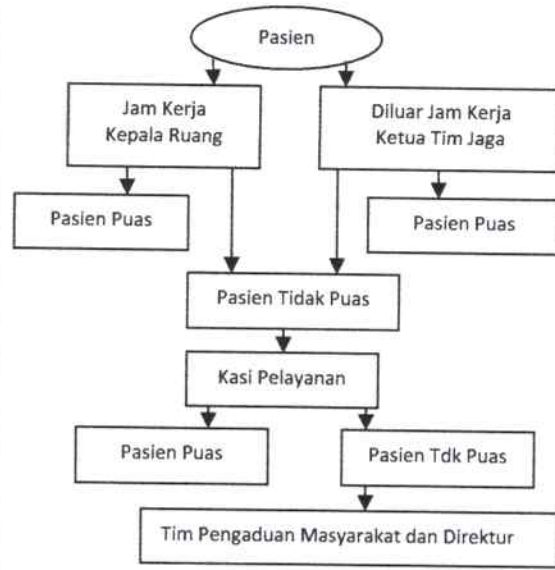 Pasien
Jam Kerja
Kepala Ruang
Diluar Jam Kerja
Ketua Tim Jaga
Pasien Puas
Pasien Puas
Pasien Tidak Puas
Kasi Pelayanan
Pasien Puas
Pasien Tdk Puas
Tim Pengaduan Masyarakat dan Direktur